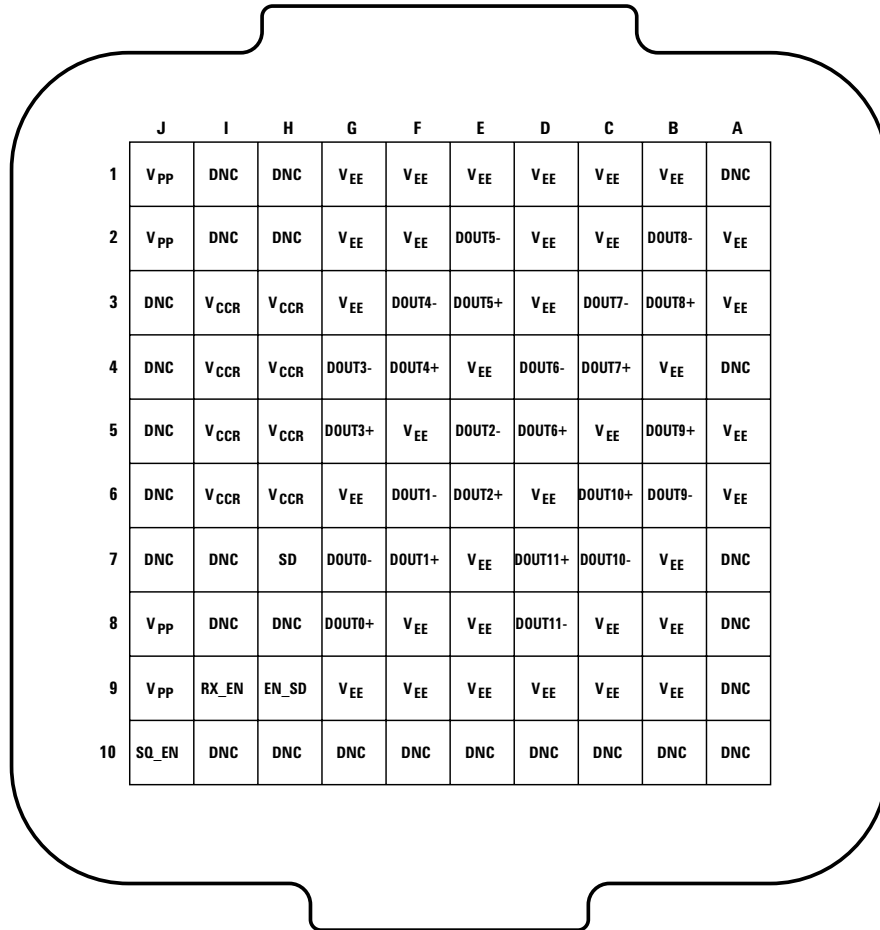 J I H G F E D C B A
1 VPP DNC DNC VEE VEE VEE VEE VEE VEE DNC
2 VPP DNC DNC VEE VEE DOUT5- VEE VEE DOUT8- VEE
3 DNC VCCR VCCR VEE DOUT4- DOUT5+ VEE DOUT7- DOUT8+ VEE
4 DNC VCCR VCCR DOUT3- DOUT4+ VEE DOUT6- DOUT7+ VEE DNC
5 DNC VCCR VCCR DOUT3+ VEE DOUT2- DOUT6+ VEE DOUT9+ VEE
6 DNC VCCR VCCR VEE DOUT1- DOUT2+ VEE DOUT10+ DOUT9- VEE
7 DNC DNC SD DOUT0- DOUT1+ VEE DOUT11+ DOUT10- VEE DNC
8 VPP DNC DNC DOUT0+ VEE VEE DOUT11- VEE VEE DNC
9 VPP RX_EN EN_SD VEE VEE VEE VEE VEE VEE DNC
10 SQ_EN DNC DNC DNC DNC DNC DNC DNC DNC DNC